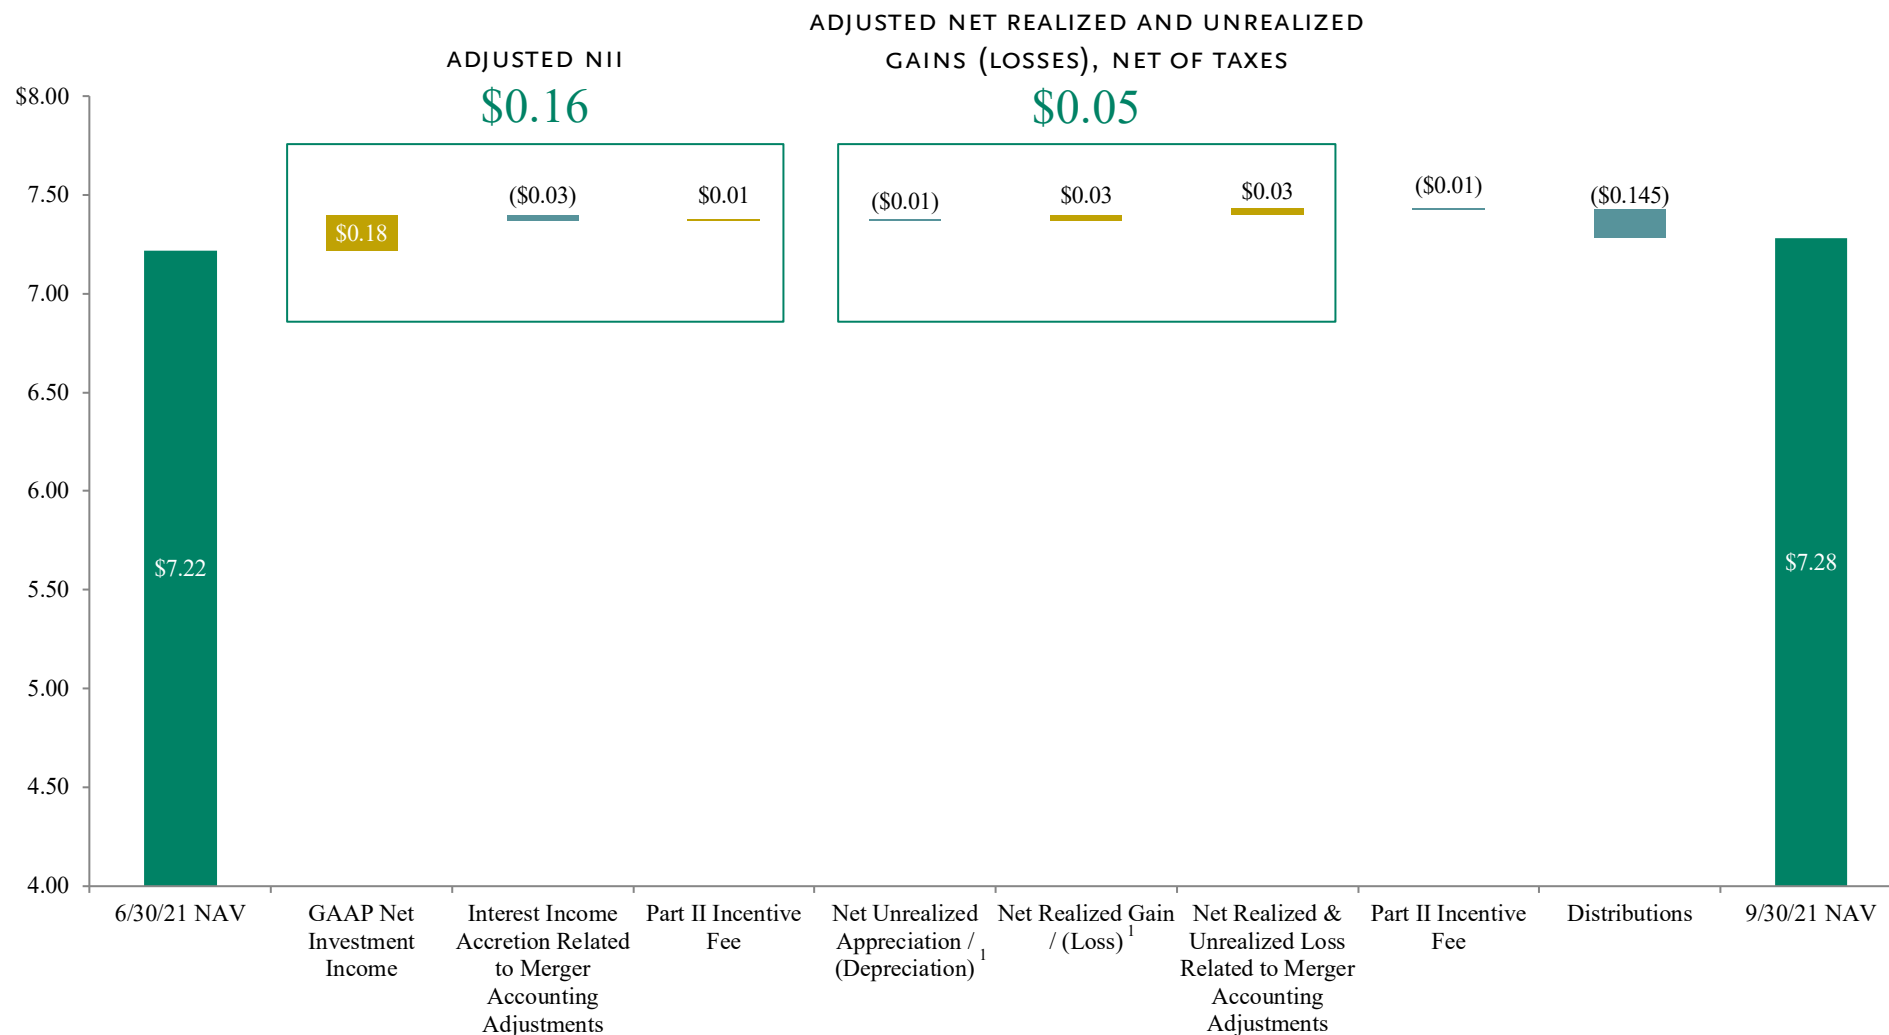 ADJUSTED NII
$0.16
ADJUSTED NET REALIZED AND UNREALIZED
GAINS (LOSSES), NET OF TAXES
$0.05
$8.00
7.50
7.00
6.50
6.00
5.50
5.00
4.50
4.00
$7.22
$0.18
($0.03)
$0.01
($0.01)
$0.03
$0.03
($0.01)
($0.145)
$7.28
6/30/21 NAV
GAAP Net
Investment
Income
Interest Income
Accretion Related
to Merger
Accounting
Adjustments
Part II Incentive
Fee
Net Unrealized
Appreciation /
(Depreciation) 1
Net Realized Gain
/ (Loss) 1
Net Realized &
Unrealized Loss
Related to Merger
Accounting
Adjustments
Part II Incentive
Fee
Distributions
9/30/21 NAV